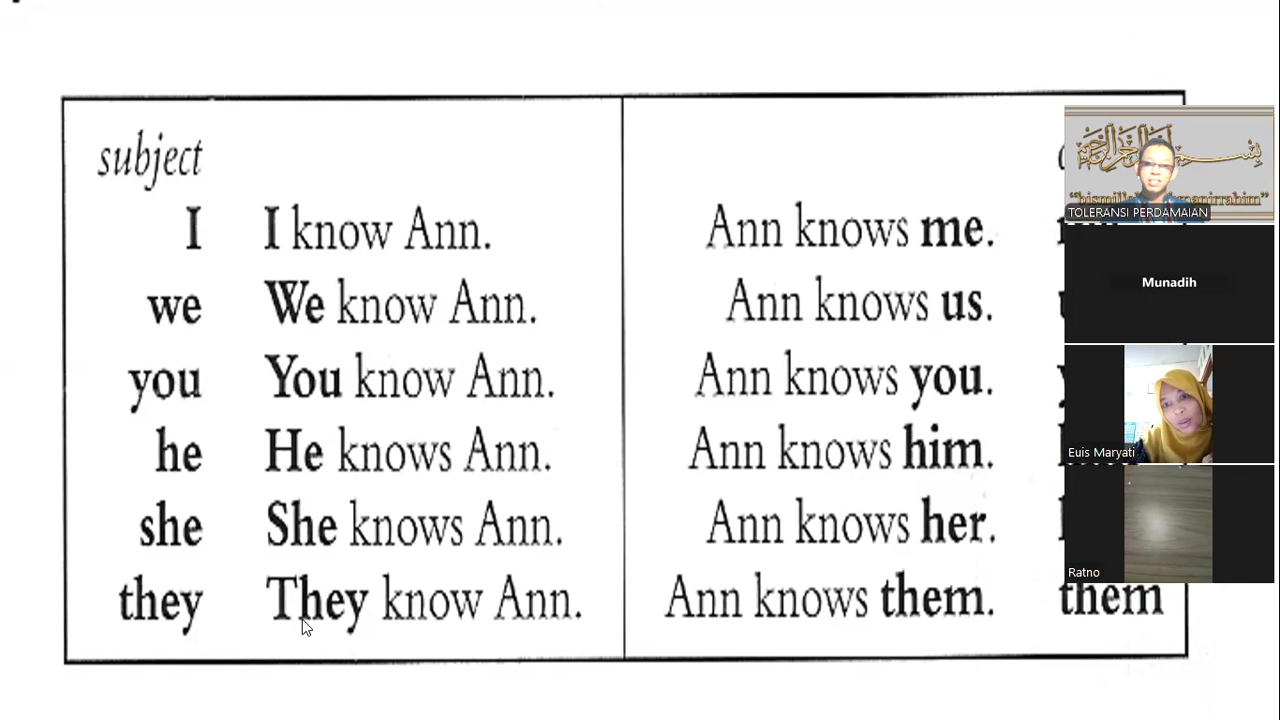 subject
I I know Ann. Ann knows me.
we We know Ann. Ann knows us.
you You know Ann. Ann knows you.
he He knows Ann. Ann knows him.
she She knows Ann. Ann knows her.
they They know Ann. Ann knows them. them
TOLERANSI PERDAMAIAN
Munadih
Euis Maryati
Ratno